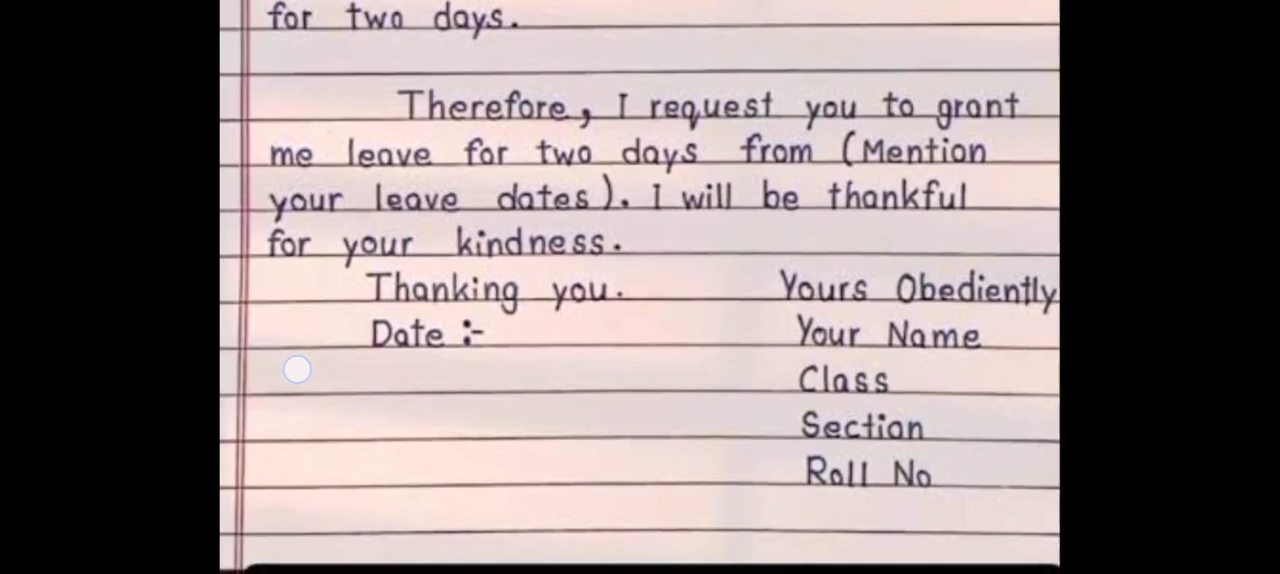 for two days.
Therefore, I request you to grant
me leave for two days from (Mention
your leave dates). I will be thankful
for your kindness.
Thanking you. Yours Obediently
Date :- Your Name
Class
Section
Roll No